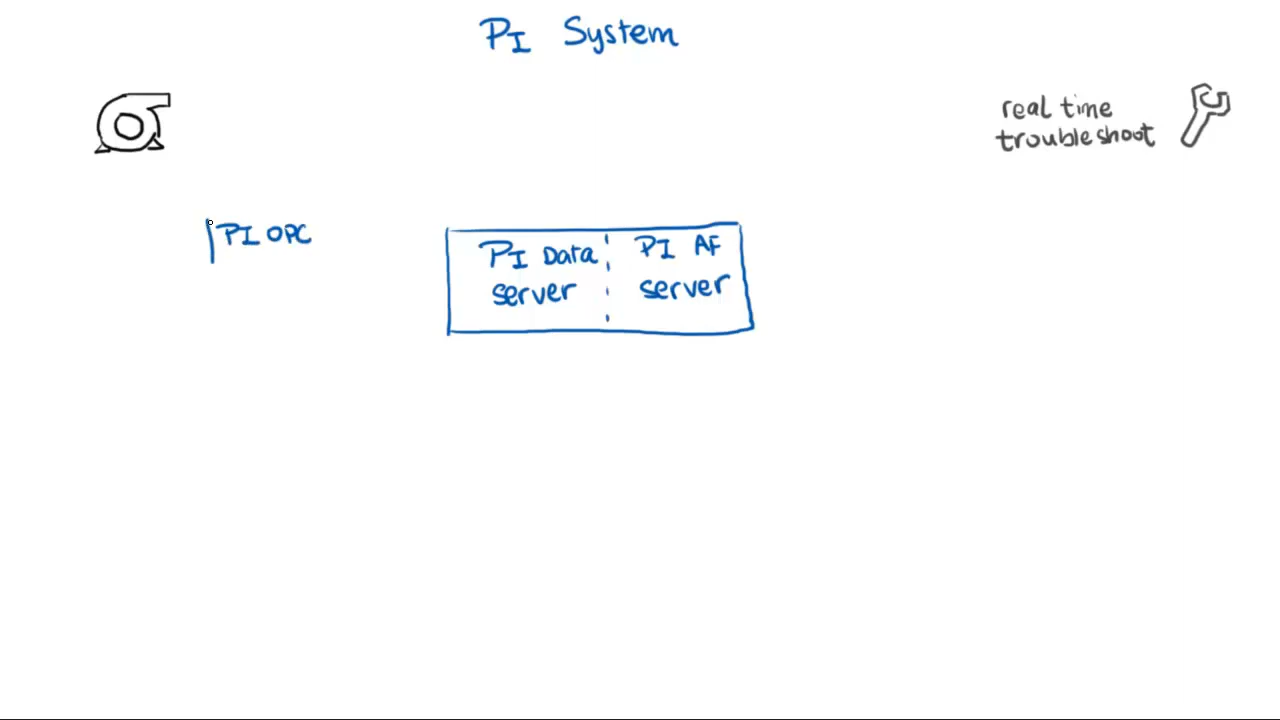 PI System
real time
troubleshoot
PI OPC
PI Data
server
PI AF
server